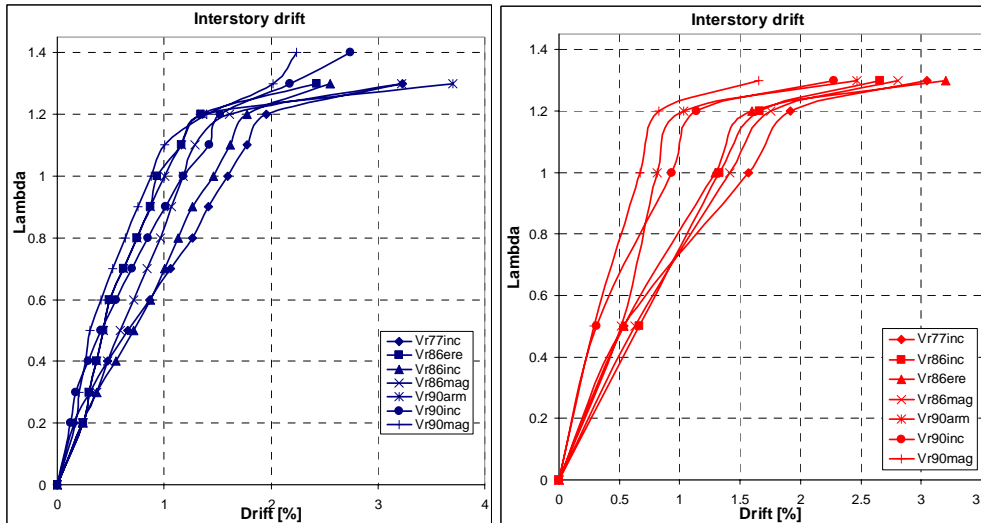 Interstory drift
1.4
1.2
1
0.8
0.6
0.4
0.2
0
Lambda
0 1 2 3 4
Drift [%]
Vr77inc
Vr86ere
Vr86inc
Vr86mag
Vr90arm
Vr90inc
Vr90mag
Interstory drift
1.4
1.2
1
0.8
0.6
0.4
0.2
0
Lambda
0 0.5 1 1.5 2 2.5 3 3.5
Drift [%]
Vr77inc
Vr86inc
Vr86ere
Vr86mag
Vr90arm
Vr90inc
Vr90mag